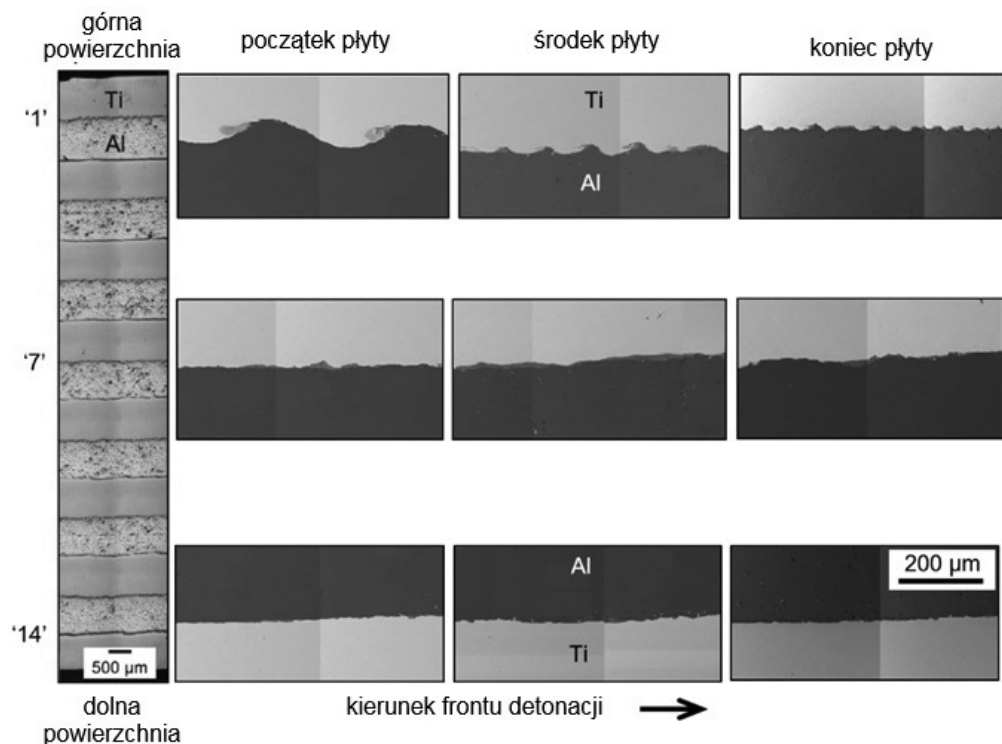 górna
powierzchnia
początek płyty
środek płyty
koniec płyty
'1'
Ti
Al
Ti
Al
'7'
'14'
Al
Ti
200 µm
500 µm
dolna
powierzchnia
kierunek frontu detonacji